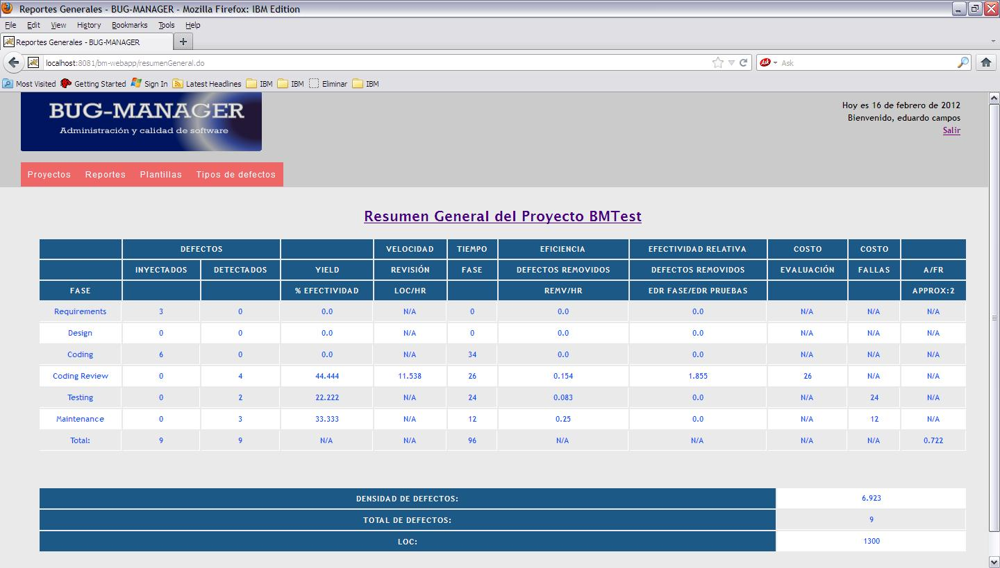 Reportes Generales - BUG-MANAGER - Mozilla Firefox: IBM Edition
File Edit View History Bookmarks Tools Help
Reportes Generales - BUG-MANAGER
localhost:8081/bm-webapp/resumenGeneral.do
Ask Ask
Most Visited Getting Started Sign In Latest Headlines IBM IBM Eliminar IBM
BUG-MANAGER
Administración y calidad de software
Hoy es 16 de febrero de 2012
Bienvenido, eduardo campos
Salir
Proyectos Reportes Plantillas Tipos de defectos
Resumen General del Proyecto BMTest
DEFECTOS VELOCIDAD TIEMPO EFICIENCIA EFECTIVIDAD RELATIVA COSTO COSTO
INYECTADOS DETECTADOS YIELD REVISIÓN FASE DEFECTOS REMOVIDOS DEFECTOS REMOVIDOS EVALUACIÓN FALLAS A/FR
FASE % EFECTIVIDAD LOC/HR REMV/HR EDR FASE/EDR PRUEBAS APPROX:2
Requirements 3 0 0.0 N/A 0 0.0 0.0 N/A N/A N/A
Design 0 0 0.0 N/A 0 0.0 0.0 N/A N/A N/A
Coding 6 0 0.0 N/A 34 0.0 0.0 N/A N/A N/A
Coding Review 0 4 44.444 11.538 26 0.154 1.855 26 N/A N/A
Testing 0 2 22.222 N/A 24 0.083 0.0 N/A 24 N/A
Maintenance 0 3 33.333 N/A 12 0.25 0.0 N/A 12 N/A
Total: 9 9 N/A N/A 96 N/A N/A N/A N/A 0.722
DENSIDAD DE DEFECTOS: 6.923
TOTAL DE DEFECTOS: 9
LOC: 1300